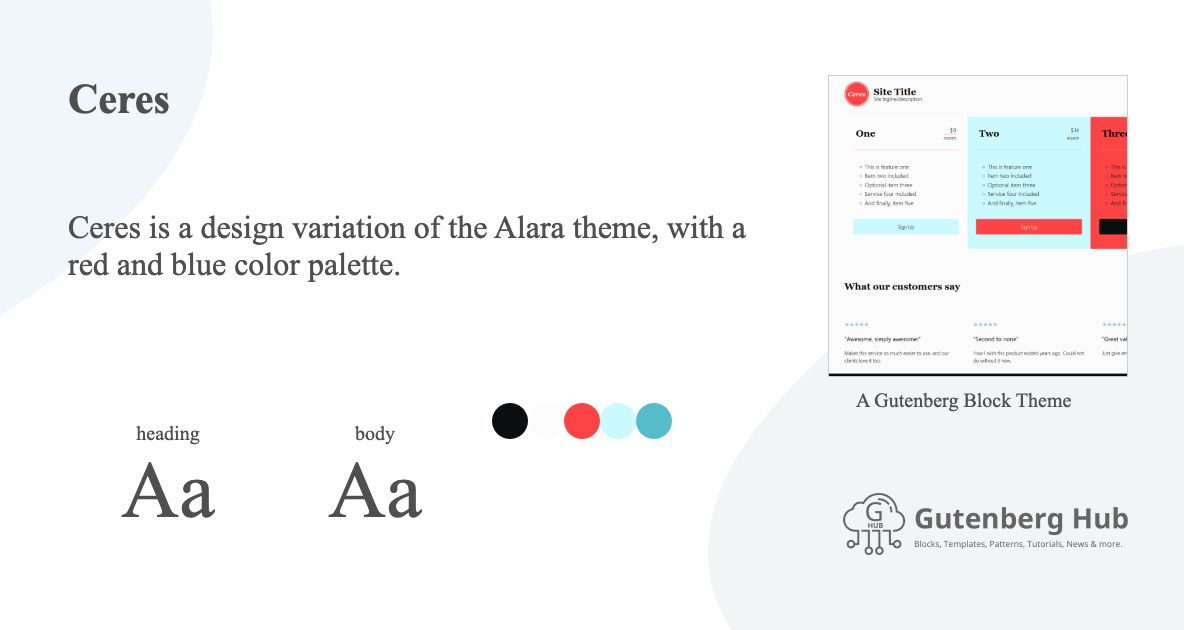 Ceres
Ceres is a design variation of the Alara theme, with a
red and blue color palette.
heading
Aa
body
Aa
Ceres
Site Title
Site tagline/description
One
$9
month
This is feature one
Item two included
Optional item three
Service four included
And finally, item five
Sign Up
Two
$14
month
This is feature one
Item two included
Optional item three
Service four included
And finally, item five
Sign Up
Three
What our customers say
★★★★★
"Awesome, simply awesome!"
Makes this service so much easier to use, and our
clients love it too.
★★★★★
"Second to none"
How I wish this product existed years ago. Could not
do without it now.
★★★★★
"Great val
Just give em
A Gutenberg Block Theme
G
HUB
Gutenberg Hub
Blocks, Templates, Patterns, Tutorials, News & more.